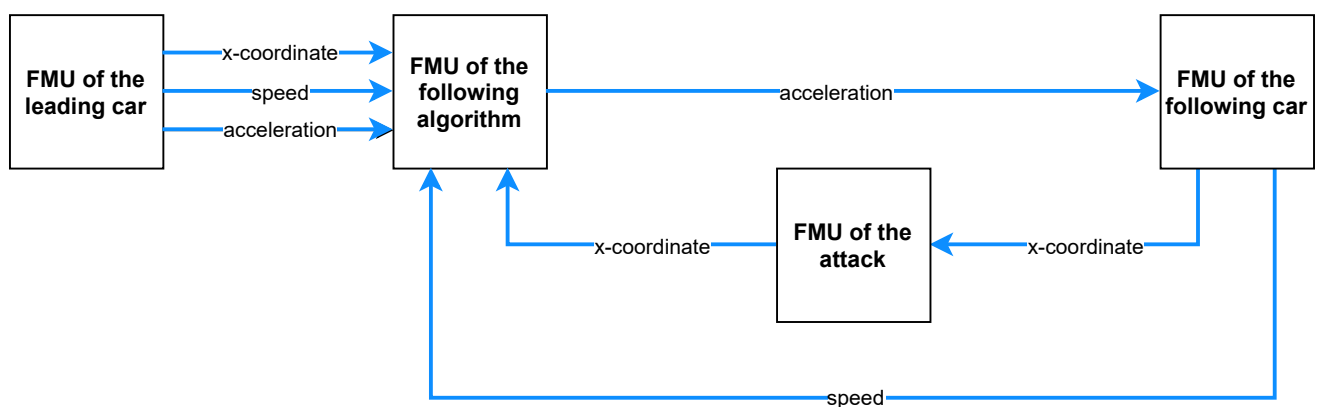 FMU of the
leading car
x-coordinate
speed
acceleration
FMU of the
following
algorithm
acceleration
FMU of the
following car
x-coordinate
FMU of the
attack
x-coordinate
speed